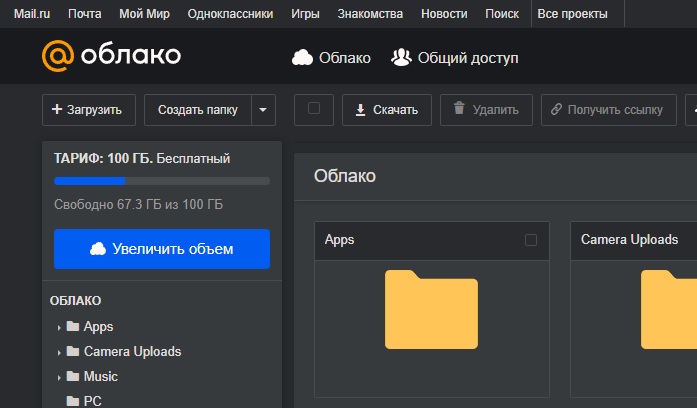 Mail.ru Почта Мой Мир Одноклассники Игры Знакомства Новости Поиск Все проекты
@облако Облако Общий доступ
Загрузить Создать папку Скачать Удалить Получить ссылку
ТАРИФ: 100 ГБ. Бесплатный
Свободно 67.3 ГБ из 100 ГБ
Увеличить объем
ОБЛАКО
Apps
Camera Uploads
Music
PC
Облако
Apps
Camera Uploads